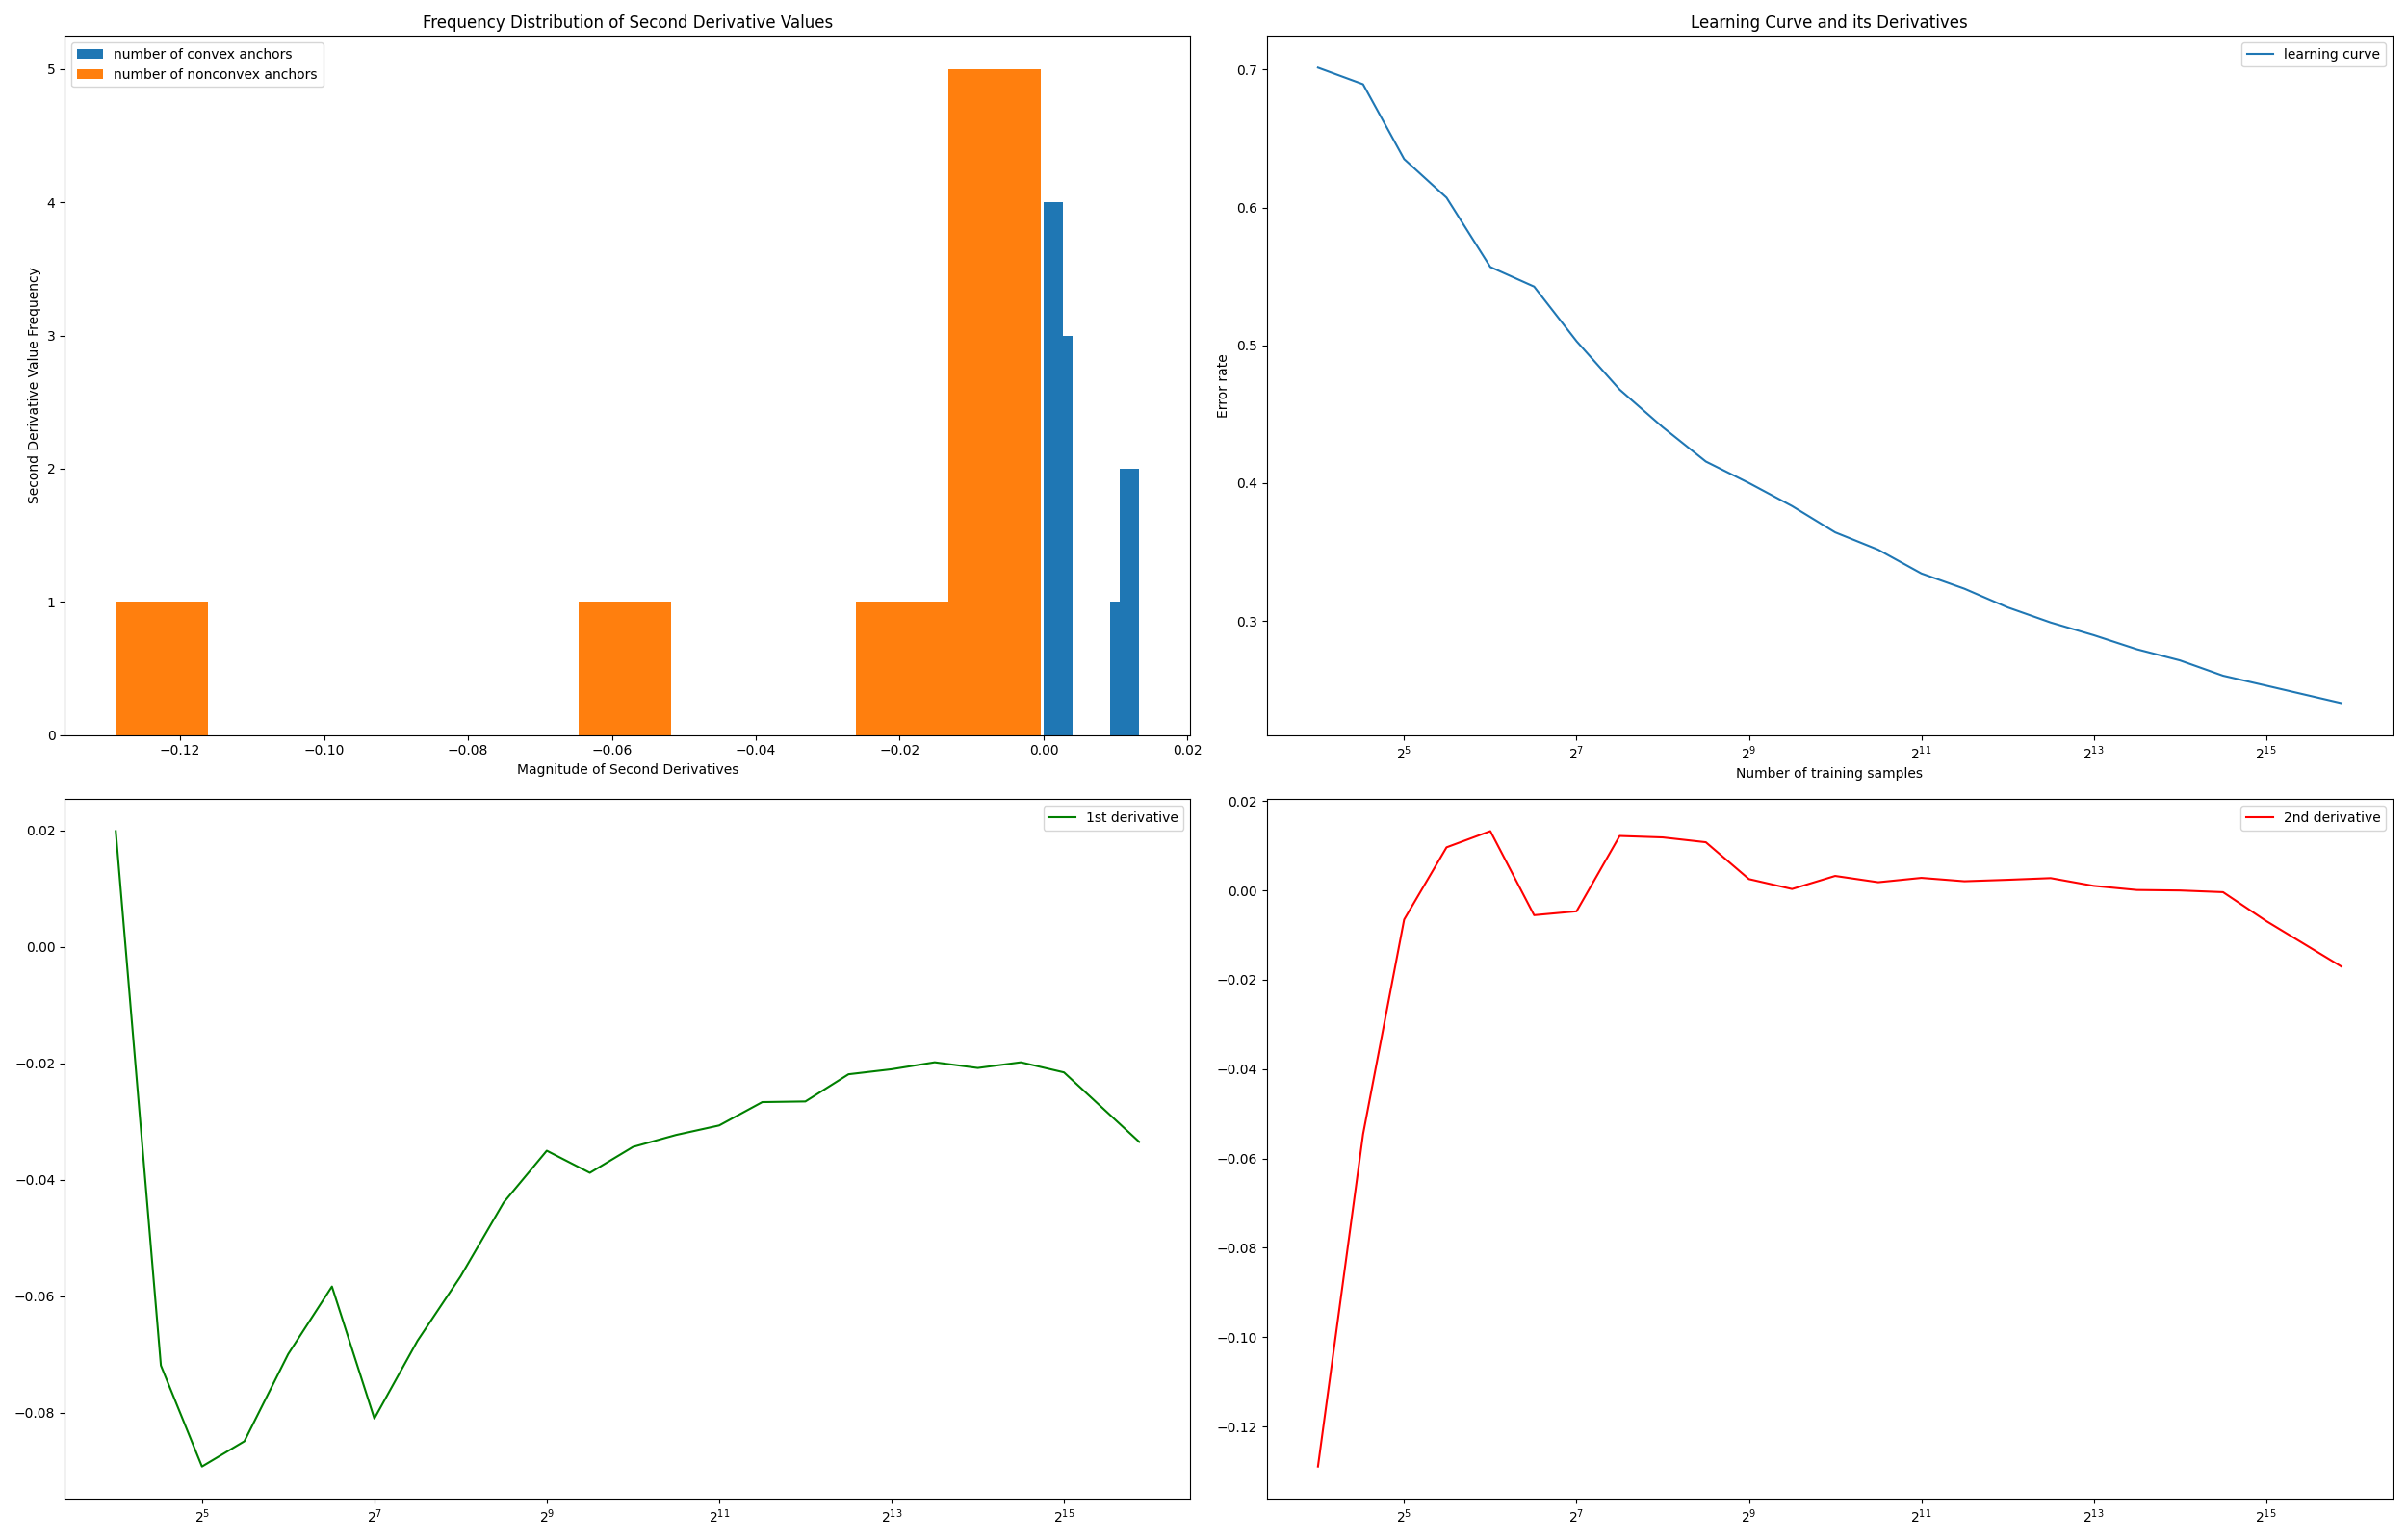 Frequency Distribution of Second Derivative Values
number of convex anchors
number of nonconvex anchors
Second Derivative Value Frequency
5
4
3
2
1
0
−0.12 −0.10 −0.08 −0.06 −0.04 −0.02 0.00 0.02
Magnitude of Second Derivatives
Learning Curve and its Derivatives
learning curve
Error rate
0.7
0.6
0.5
0.4
0.3
2^5 2^7 2^9 2^11 2^13 2^15
Number of training samples
1st derivative
0.02
0.00
−0.02
−0.04
−0.06
−0.08
2^5 2^7 2^9 2^11 2^13 2^15
2nd derivative
0.02
0.00
−0.02
−0.04
−0.06
−0.08
−0.10
−0.12
2^5 2^7 2^9 2^11 2^13 2^15